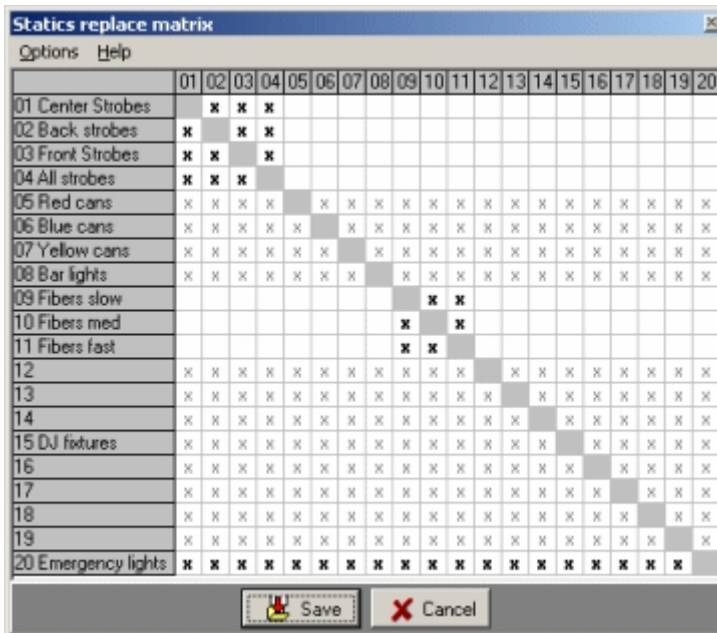 Statics replace matrix
Options Help
01 02 03 04 05 06 07 08 09 10 11 12 13 14 15 16 17 18 19 20
01 Center Strobes x x x
02 Back strobes x x x
03 Front Strobes x x x
04 All strobes x x x
05 Red cans x x x x x x x x x x x x x x x x x x x
06 Blue cans x x x x x x x x x x x x x x x x x x x
07 Yellow cans x x x x x x x x x x x x x x x x x x x
08 Bar lights x x x x x x x x x x x x x x x x x x x
09 Fibers slow x x
10 Fibers med x x
11 Fibers fast x x
12 x x x x x x x x x x x x x x x x x x x
13 x x x x x x x x x x x x x x x x x x x
14 x x x x x x x x x x x x x x x x x x x
15 DJ fixtures x x x x x x x x x x x x x x x x x x x
16 x x x x x x x x x x x x x x x x x x x
17 x x x x x x x x x x x x x x x x x x x
18 x x x x x x x x x x x x x x x x x x x
19 x x x x x x x x x x x x x x x x x x x
20 Emergency lights x x x x x x x x x x x x x x x x x x x
Save Cancel